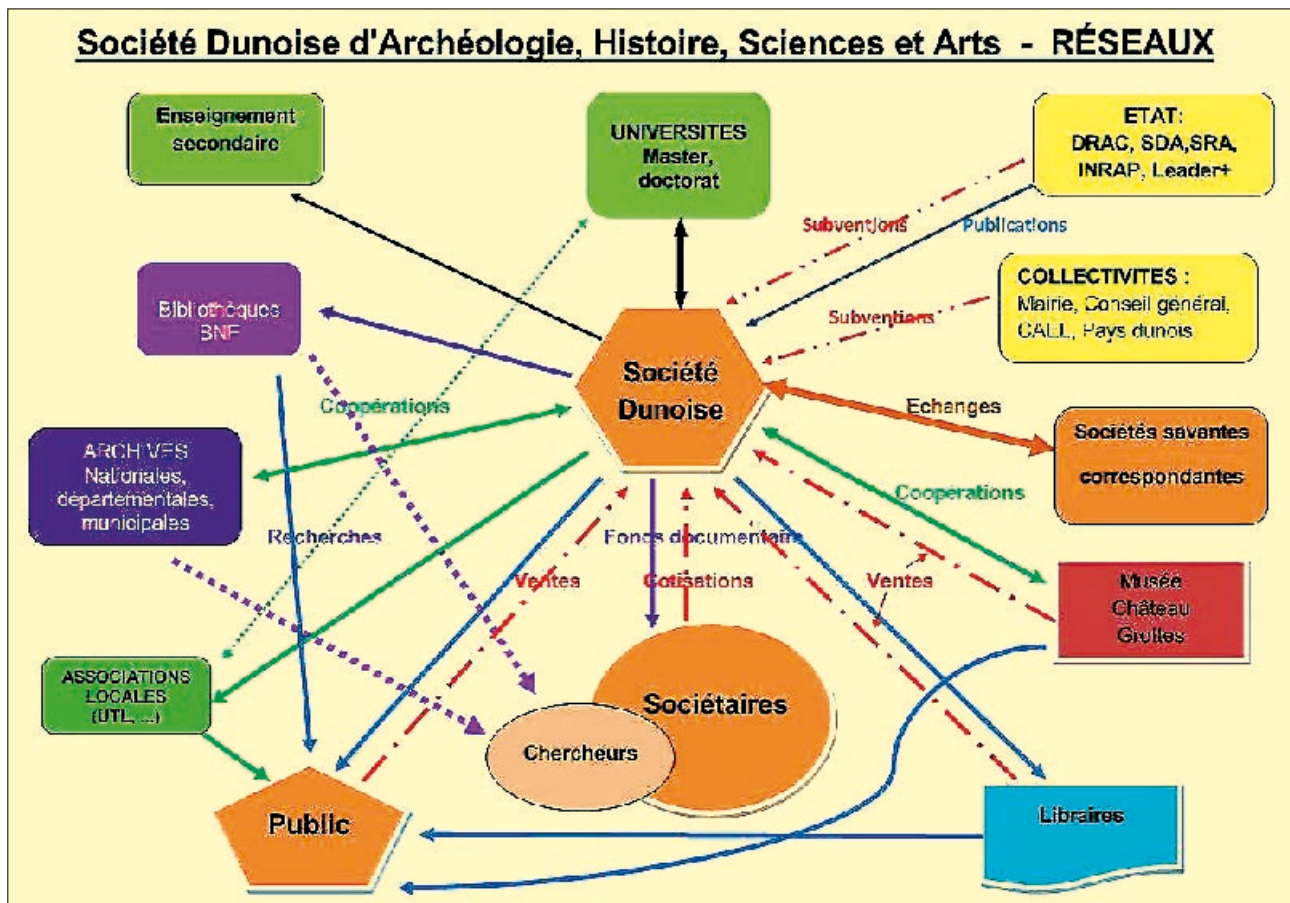 Société Dunoise d'Archéologie, Histoire, Sciences et Arts - RÉSEAUX
Enseignement
secondaire
UNIVERSITES
Master,
doctorat
ETAT:
DRAC, SDA,SRA,
INRAP, Leader+
Subventions
Publications
COLLECTIVITES :
Mairie, Conseil général,
Pays dunois
Subventions
Bibliothèques
BNF
Société
Dunoise
Coopérations
Echanges
Sociétés savantes
correspondantes
ARCHIVES
Nationales,
départementales,
municipales
Coopérations
Recherches
Fonds documentaire
Ventes
Cotisations
Ventes
Musée
Château
ASSOCIATIONS
LOCALES
(UTL, ...)
Sociétaires
Chercheurs
Public
Libraires